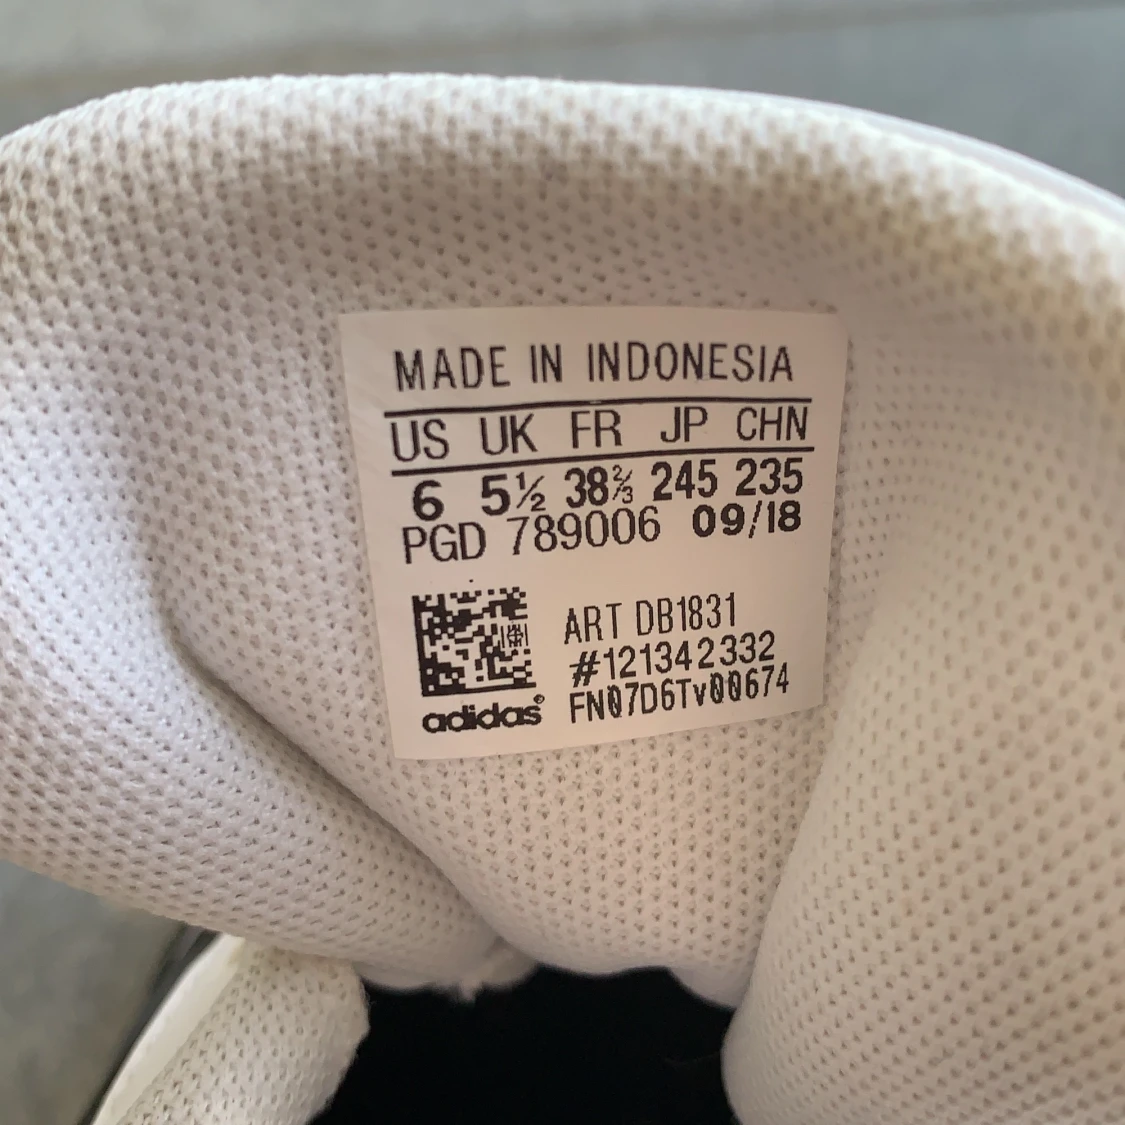 MADE IN INDONESIA
US UK FR JP CHN
6 5½ 38⅔ 245 235
PGD 789006 09/18
ART DB1831
#121342332
FN07D6Tv00674
adidas®